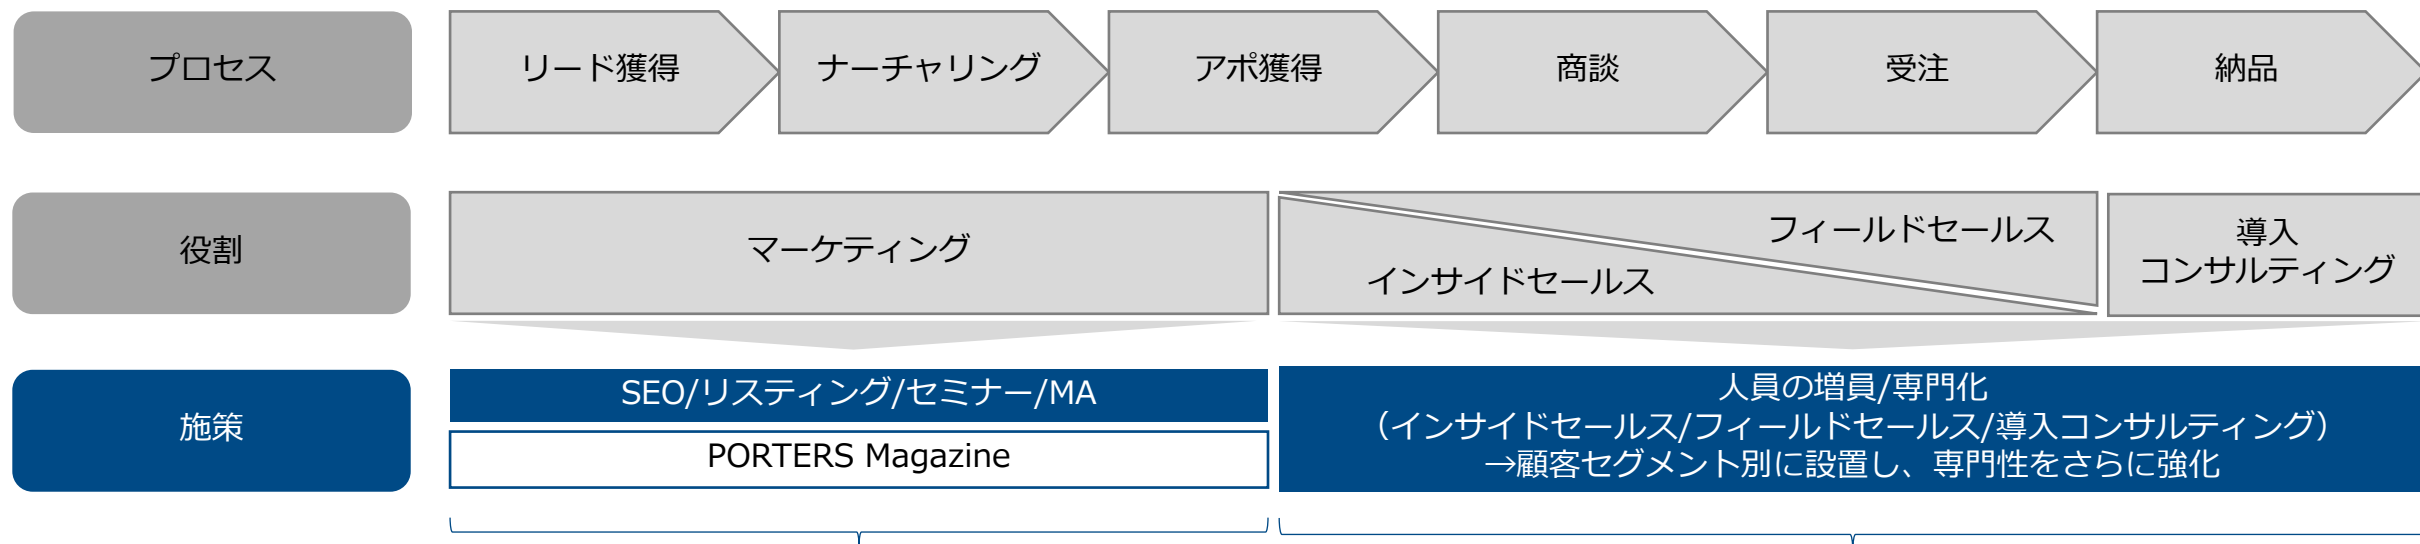 プロセス
リード獲得
ナーチャリング
アポ獲得
商談
受注
納品
役割
マーケティング
フィールドセールス
インサイドセールス
導入
コンサルティング
施策
SEO/リスティング/セミナー/MA
PORTERS Magazine
人員の増員/専門化
（インサイドセールス/フィールドセールス/導入コンサルティング）
→顧客セグメント別に設置し、専門性をさらに強化